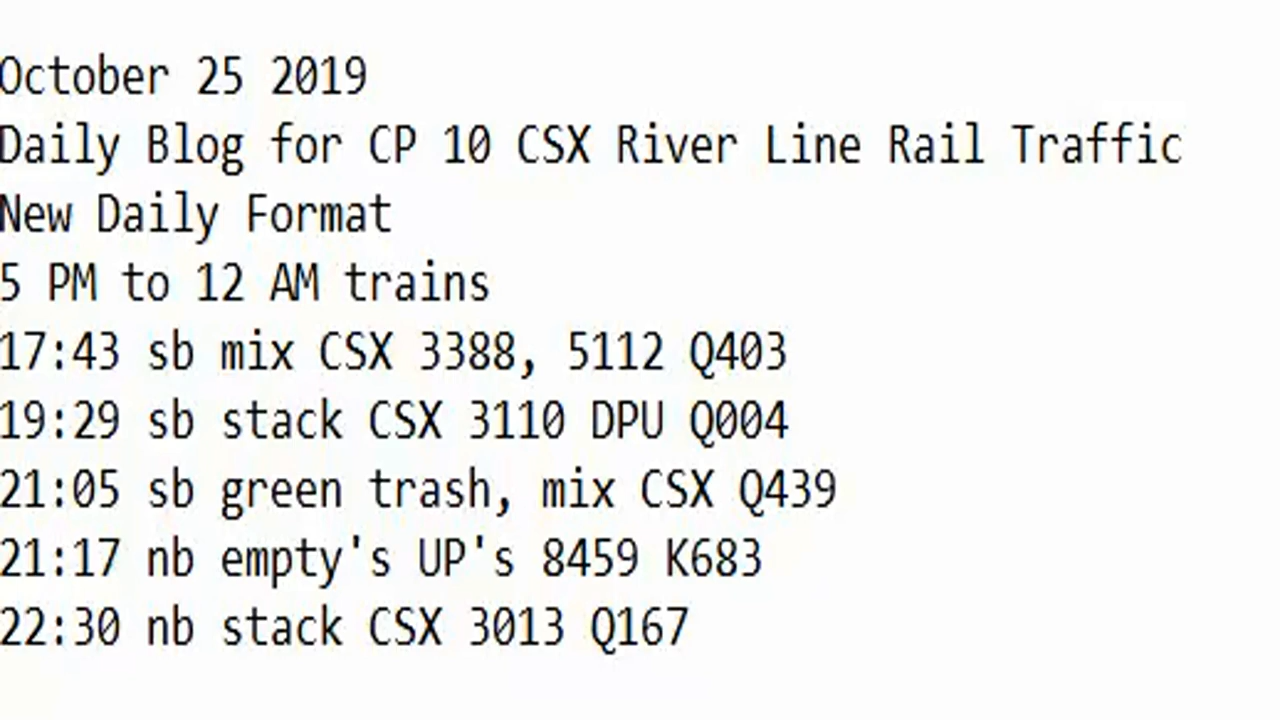 October 25 2019
Daily Blog for CP 10 CSX River Line Rail Traffic
New Daily Format
5 PM to 12 AM trains
17:43 sb mix CSX 3388, 5112 Q403
19:29 sb stack CSX 3110 DPU Q004
21:05 sb green trash, mix CSX Q439
21:17 nb empty's UP's 8459 K683
22:30 nb stack CSX 3013 Q167